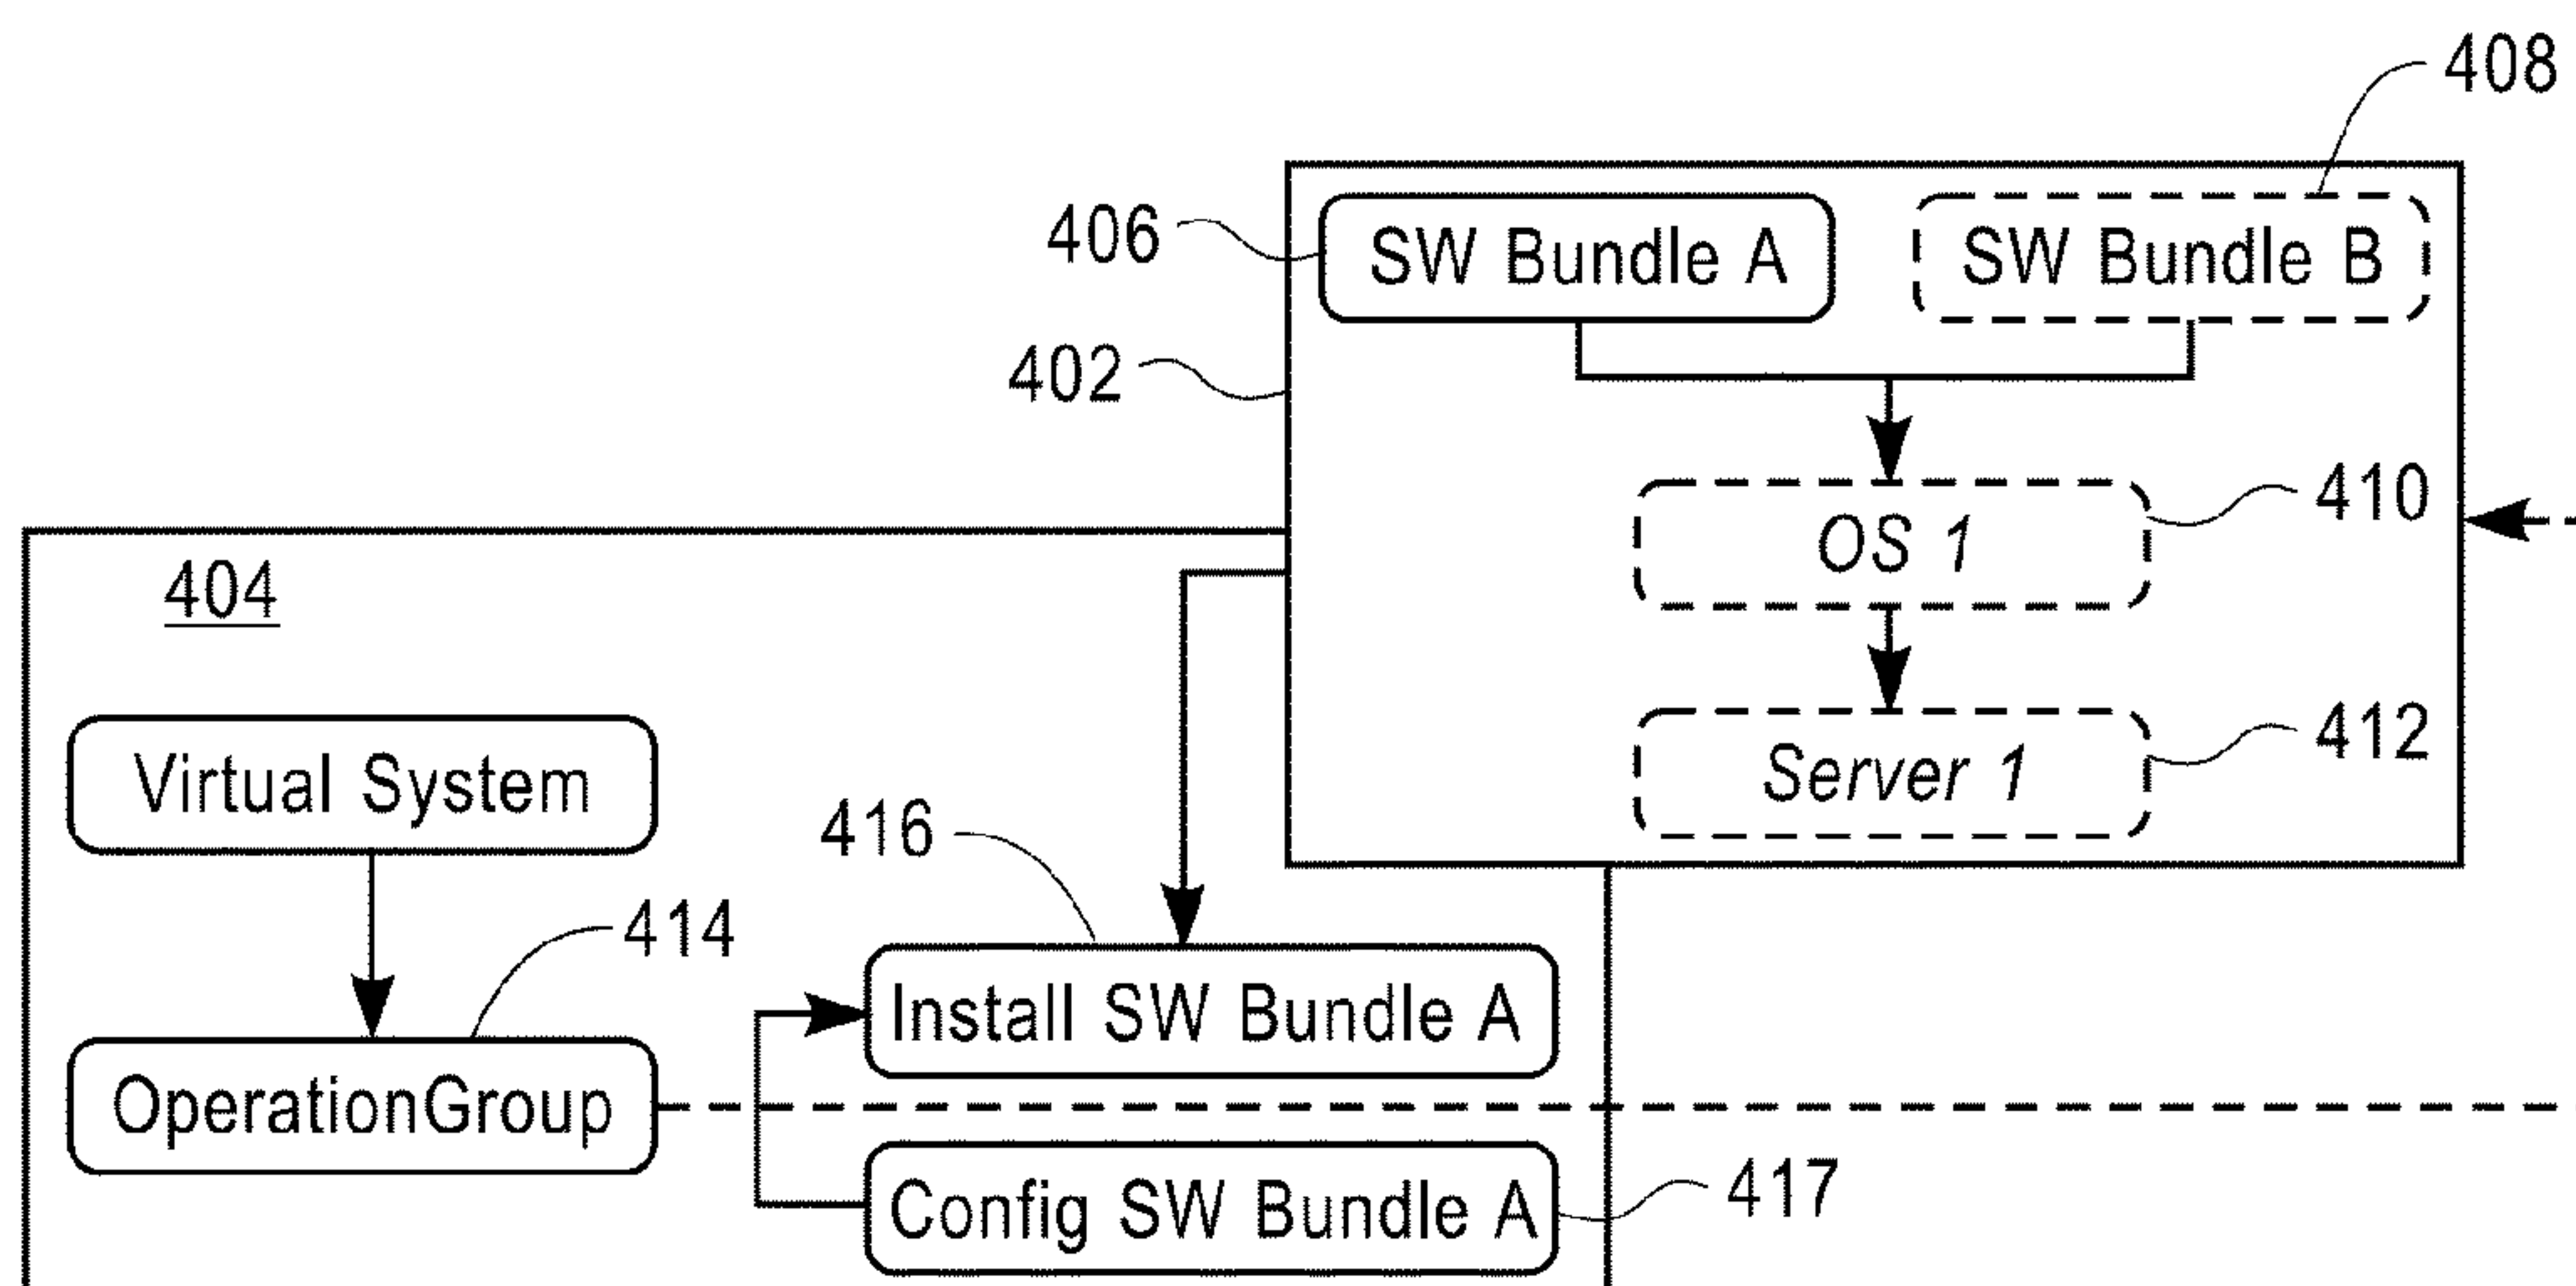 408
406
SW Bundle A
SW Bundle B
402
410
OS 1
404
412
Server 1
Virtual System
416
414
Install SW Bundle A
OperationGroup
417
Config SW Bundle A